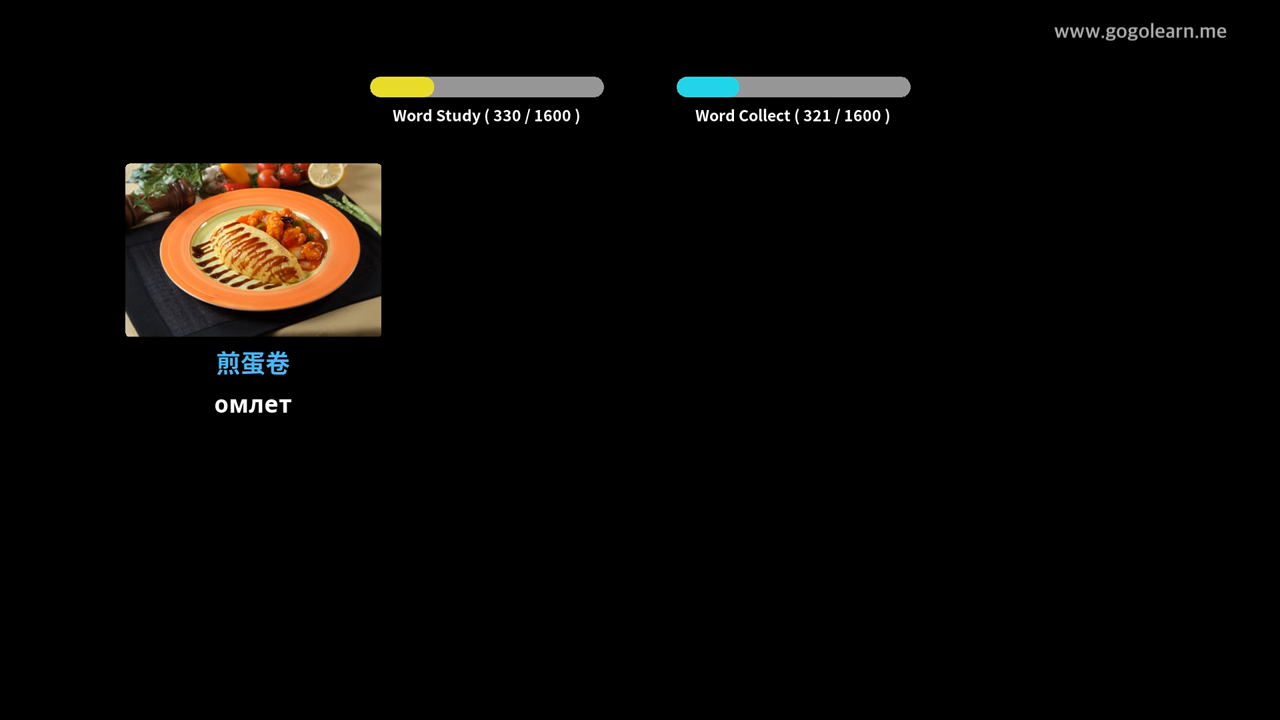 www.gogolearn.me
Word Study ( 330 / 1600 )
Word Collect ( 321 / 1600 )
煎蛋卷
омлет